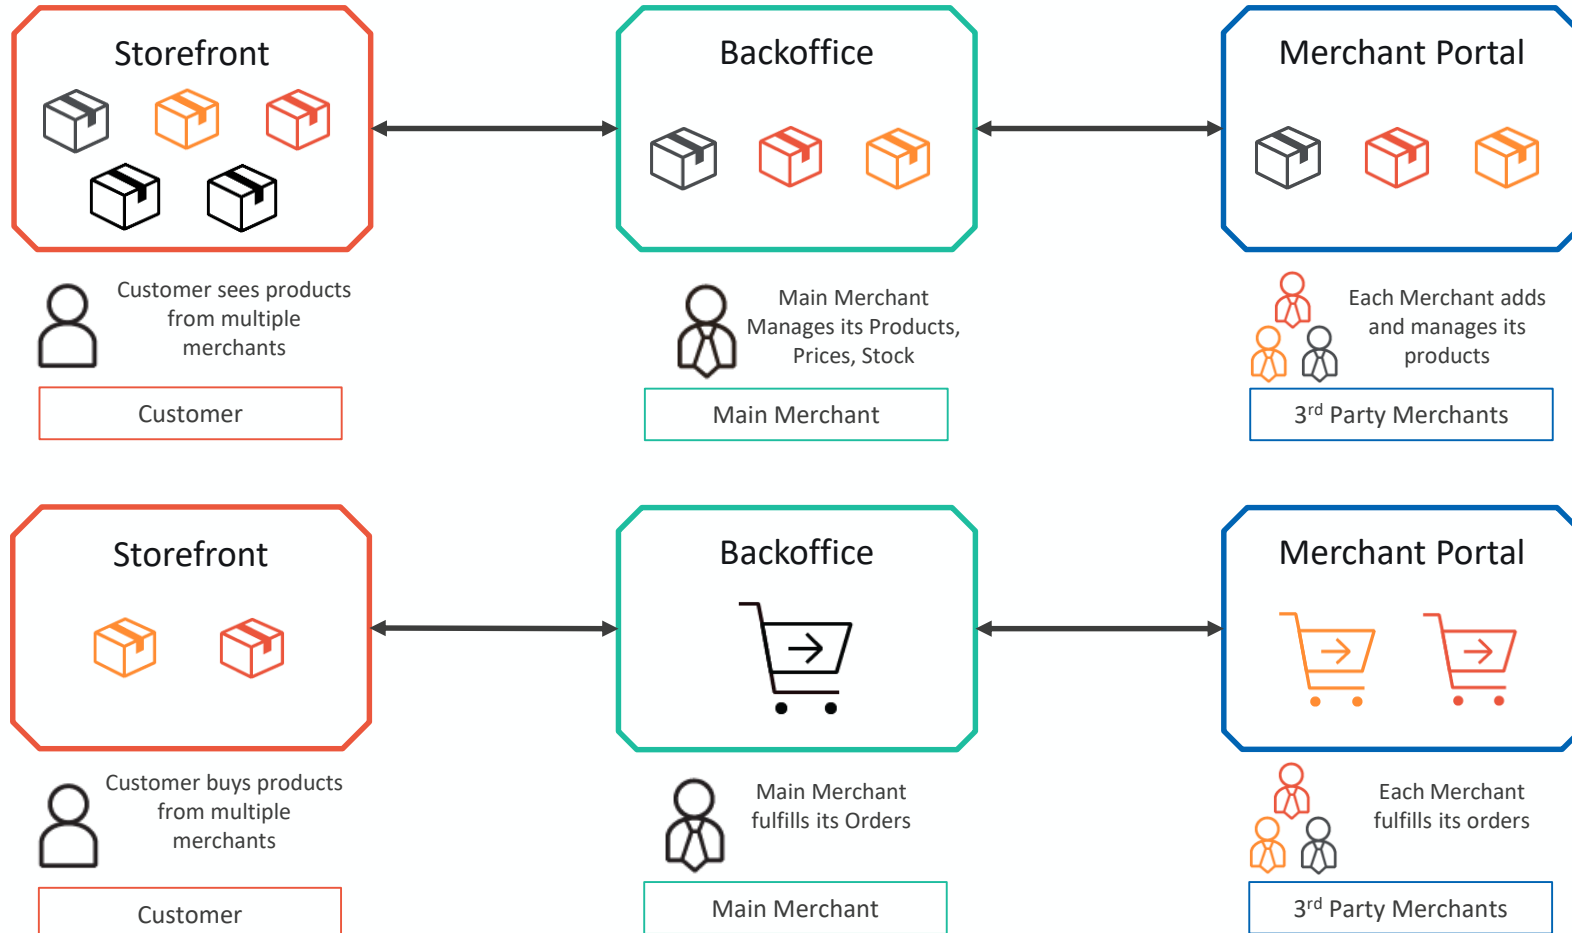 Storefront
Backoffice
Merchant Portal
Customer sees products
from multiple
merchants
Main Merchant
Manages its Products,
Prices, Stock
Each Merchant adds
and manages its
products
Customer
Main Merchant
3rd Party Merchants
Storefront
Backoffice
Merchant Portal
Customer buys products
from multiple
merchants
Main Merchant
fulfills its Orders
Each Merchant
fulfills its orders
Customer
Main Merchant
3rd Party Merchants